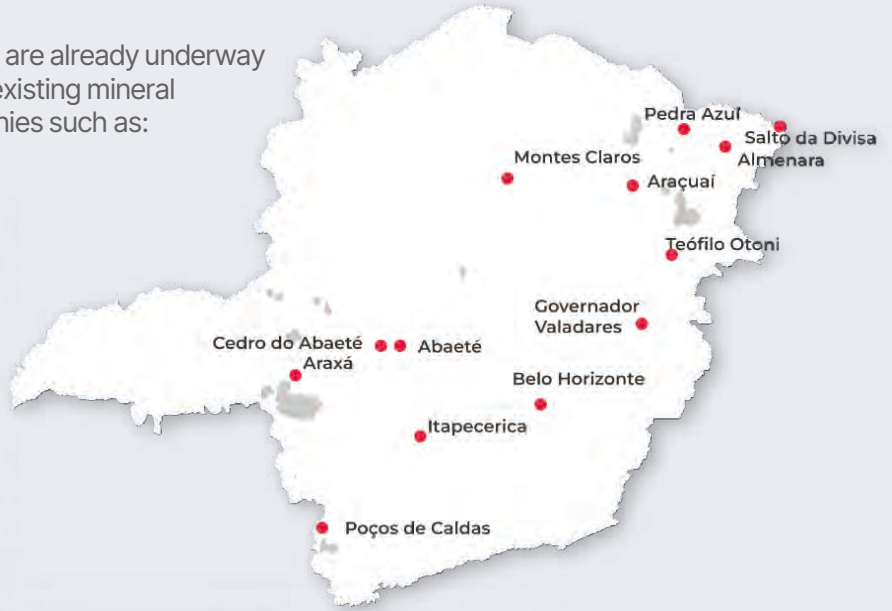 are already underway
existing mineral
nies such as:
Pedra Azul
Salto da Divisa
Almenara
Montes Claros
Araçuaí
Teófilo Otoni
Governador
Valadares
Cedro do Abaeté
Abaeté
Araxá
Belo Horizonte
Itapecerica
Poços de Caldas